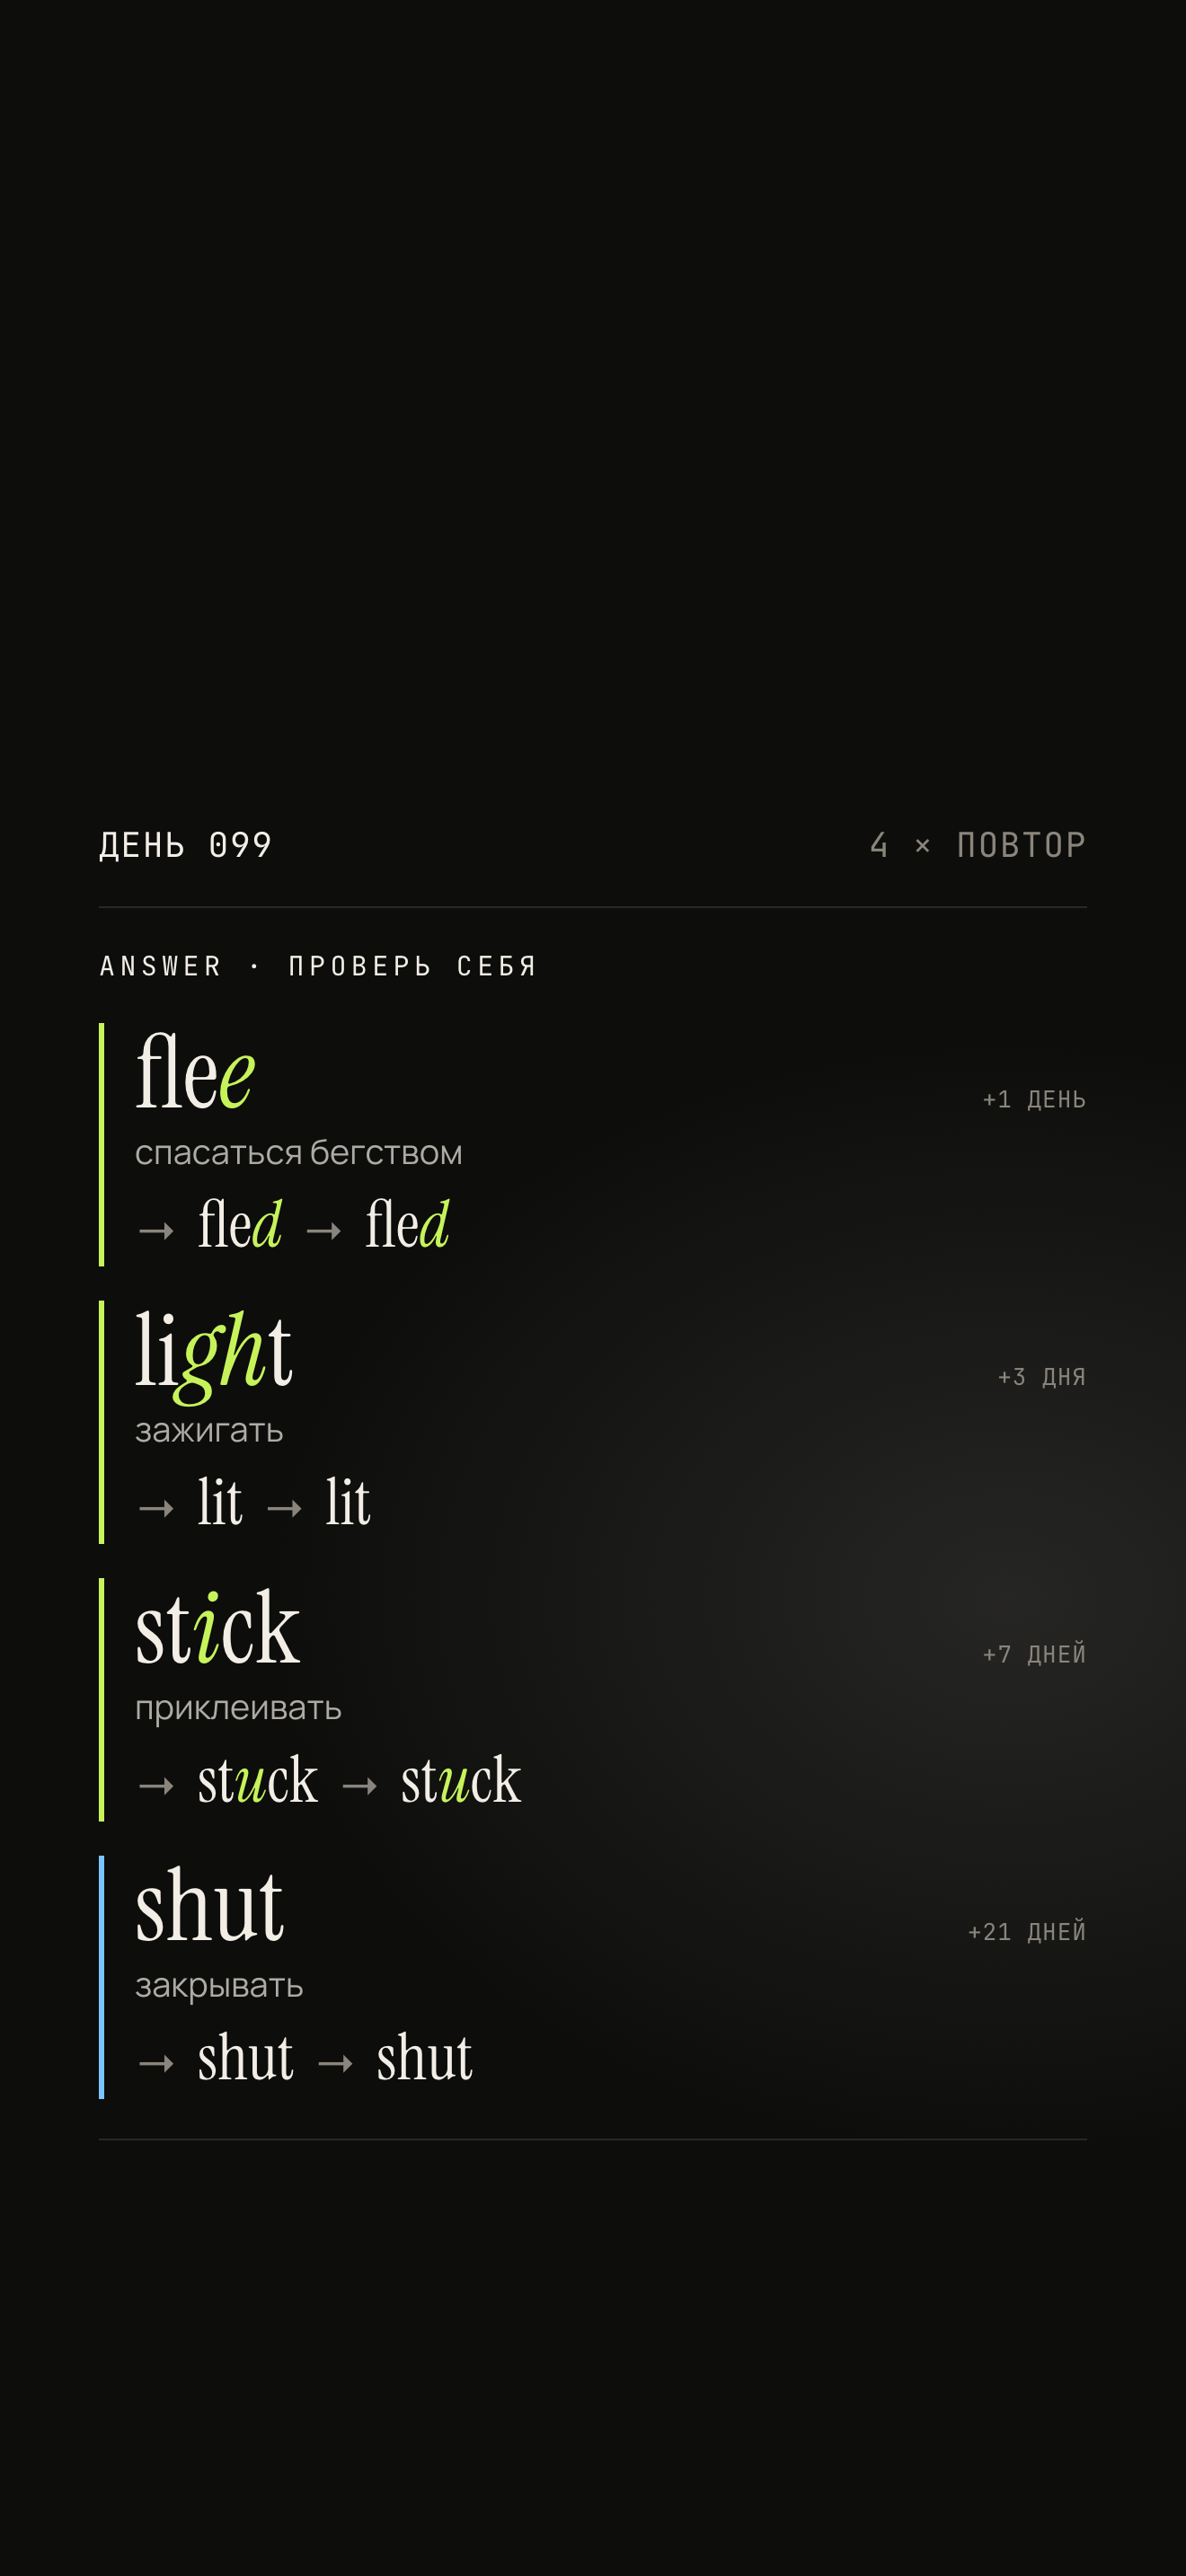 ДЕНЬ 099
4 × ПОВТОР
ANSWER · ПРОВЕРЬ СЕБЯ
flee
+1 ДЕНЬ
спасаться бегством
→ fled → fled
light
+3 ДНЯ
зажигать
→ lit → lit
stick
+7 ДНЕЙ
приклеивать
→ stuck → stuck
shut
+21 ДНЕЙ
закрывать
→ shut → shut